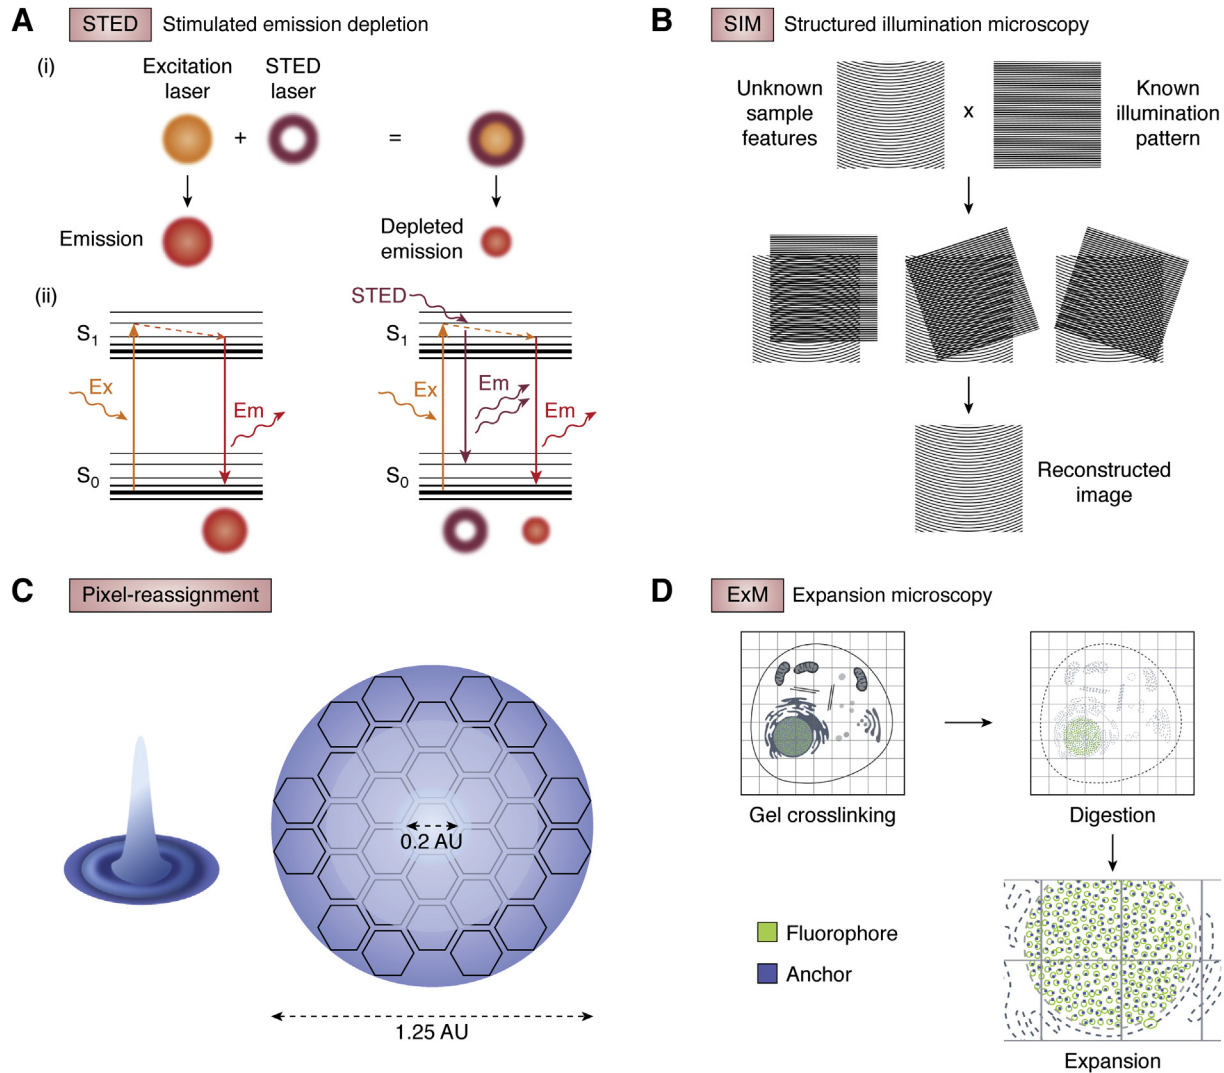 A STED Stimulated emission depletion
(i)
Excitation
laser
STED
laser
+
=
Emission
Depleted
emission
(ii)
S1
Ex
Em
S0
STED
S1
Ex
Em
Em
S0
B SIM Structured illumination microscopy
Unknown
sample
features
x
Known
illumination
pattern
Reconstructed
image
C Pixel-reassignment
0.2 AU
1.25 AU
D ExM Expansion microscopy
Gel crosslinking
Digestion
Fluorophore
Anchor
Expansion